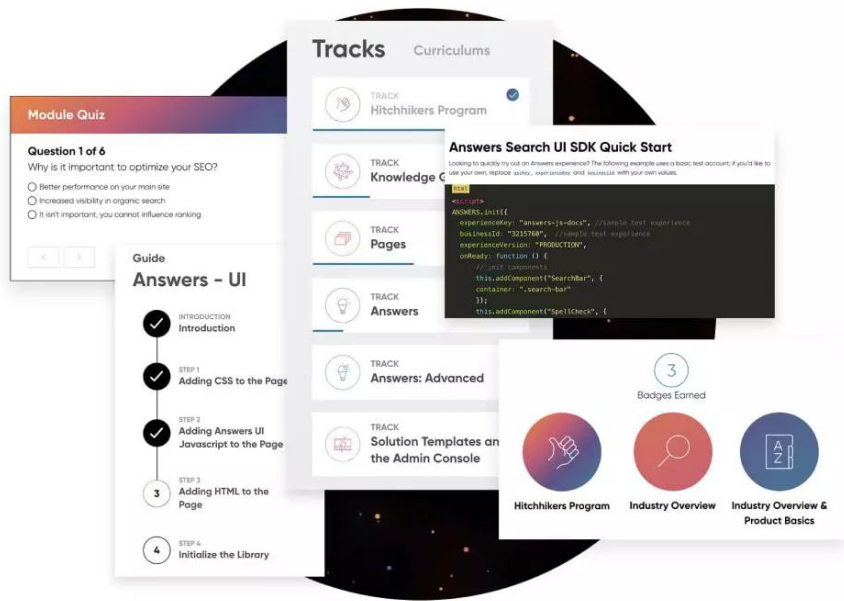 Module Quiz
Question 1 of 6
Why is it important to optimize your SEO?
Better performance on your main site
Increased visibility in organic search
It isn't important, you cannot influence ranking
Guide
Answers - UI
INTRODUCTION
Introduction
STEP 1
Adding CSS to the Page
STEP 2
Adding Answers UI
Javascript to the Page
3
STEP 3
Adding HTML to the
Page
4
STEP 4
Initialize the Library
Tracks
Curriculums
TRACK
Hitchhikers Program
TRACK
Knowledge G
TRACK
Pages
TRACK
Answers
TRACK
Answers: Advanced
TRACK
Solution Templates an
the Admin Console
Answers Search UI SDK Quick Start
Looking to quickly try out an Answers experience? The following example uses a basic test account; if you'd like to
use your own, replace apiKey, experienceKey and businessId with your own values
html
<script>
ANSWERS.init({
experienceKey: "answers-js-docs", //sample test experience
businessId: "3215760", //sample test experience
experienceVersion: "PRODUCTION",
onReady: function () {
// init components
this.addComponent("SearchBar", {
container: ".search-bar"
});
this.addComponent("SpellCheck", {
3
Badges Earned
Hitchhikers Program
Industry Overview
A
Z
Industry Overview &
Product Basics